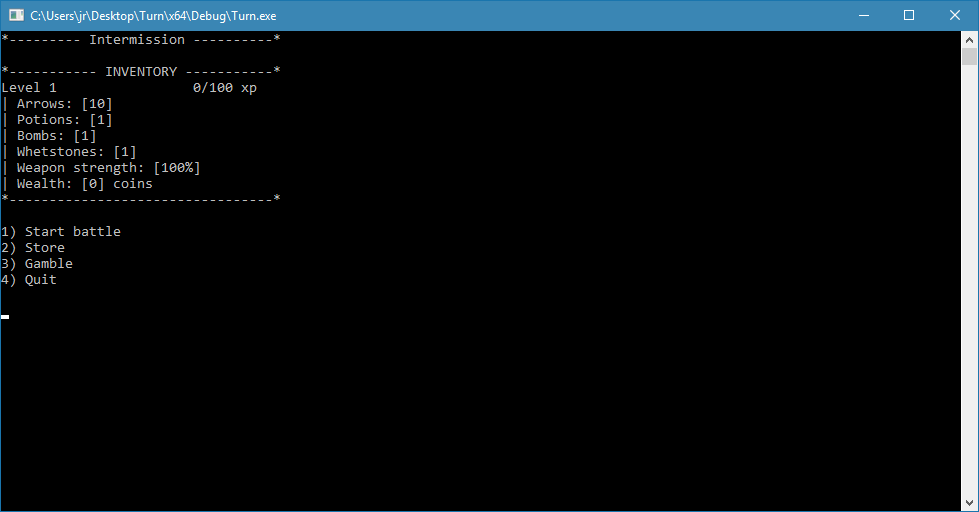 C:\Users\jr\Desktop\Turn\x64\Debug\Turn.exe
*--------- Intermission ----------*
*----------- INVENTORY -----------*
Level 1                 0/100 xp
| Arrows: [10]
| Potions: [1]
| Bombs: [1]
| Whetstones: [1]
| Weapon strength: [100%]
| Wealth: [0] coins
*---------------------------------*
1) Start battle
2) Store
3) Gamble
4) Quit